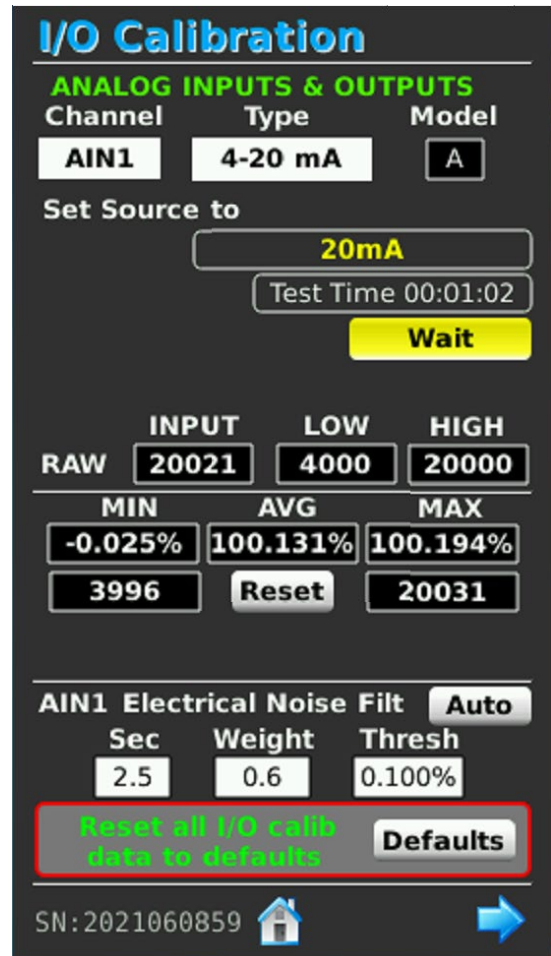 I/O Calibration
ANALOG INPUTS & OUTPUTS
Channel Type Model
AIN1 4-20 mA A
Set Source to
20mA
Test Time 00:01:02
Wait
INPUT LOW HIGH
RAW 20021 4000 20000
MIN AVG MAX
-0.025% 100.131% 100.194%
3996 Reset 20031
AIN1 Electrical Noise Filt Auto
Sec Weight Thresh
2.5 0.6 0.100%
Reset all I/O calib
data to defaults Defaults
SN:2021060859